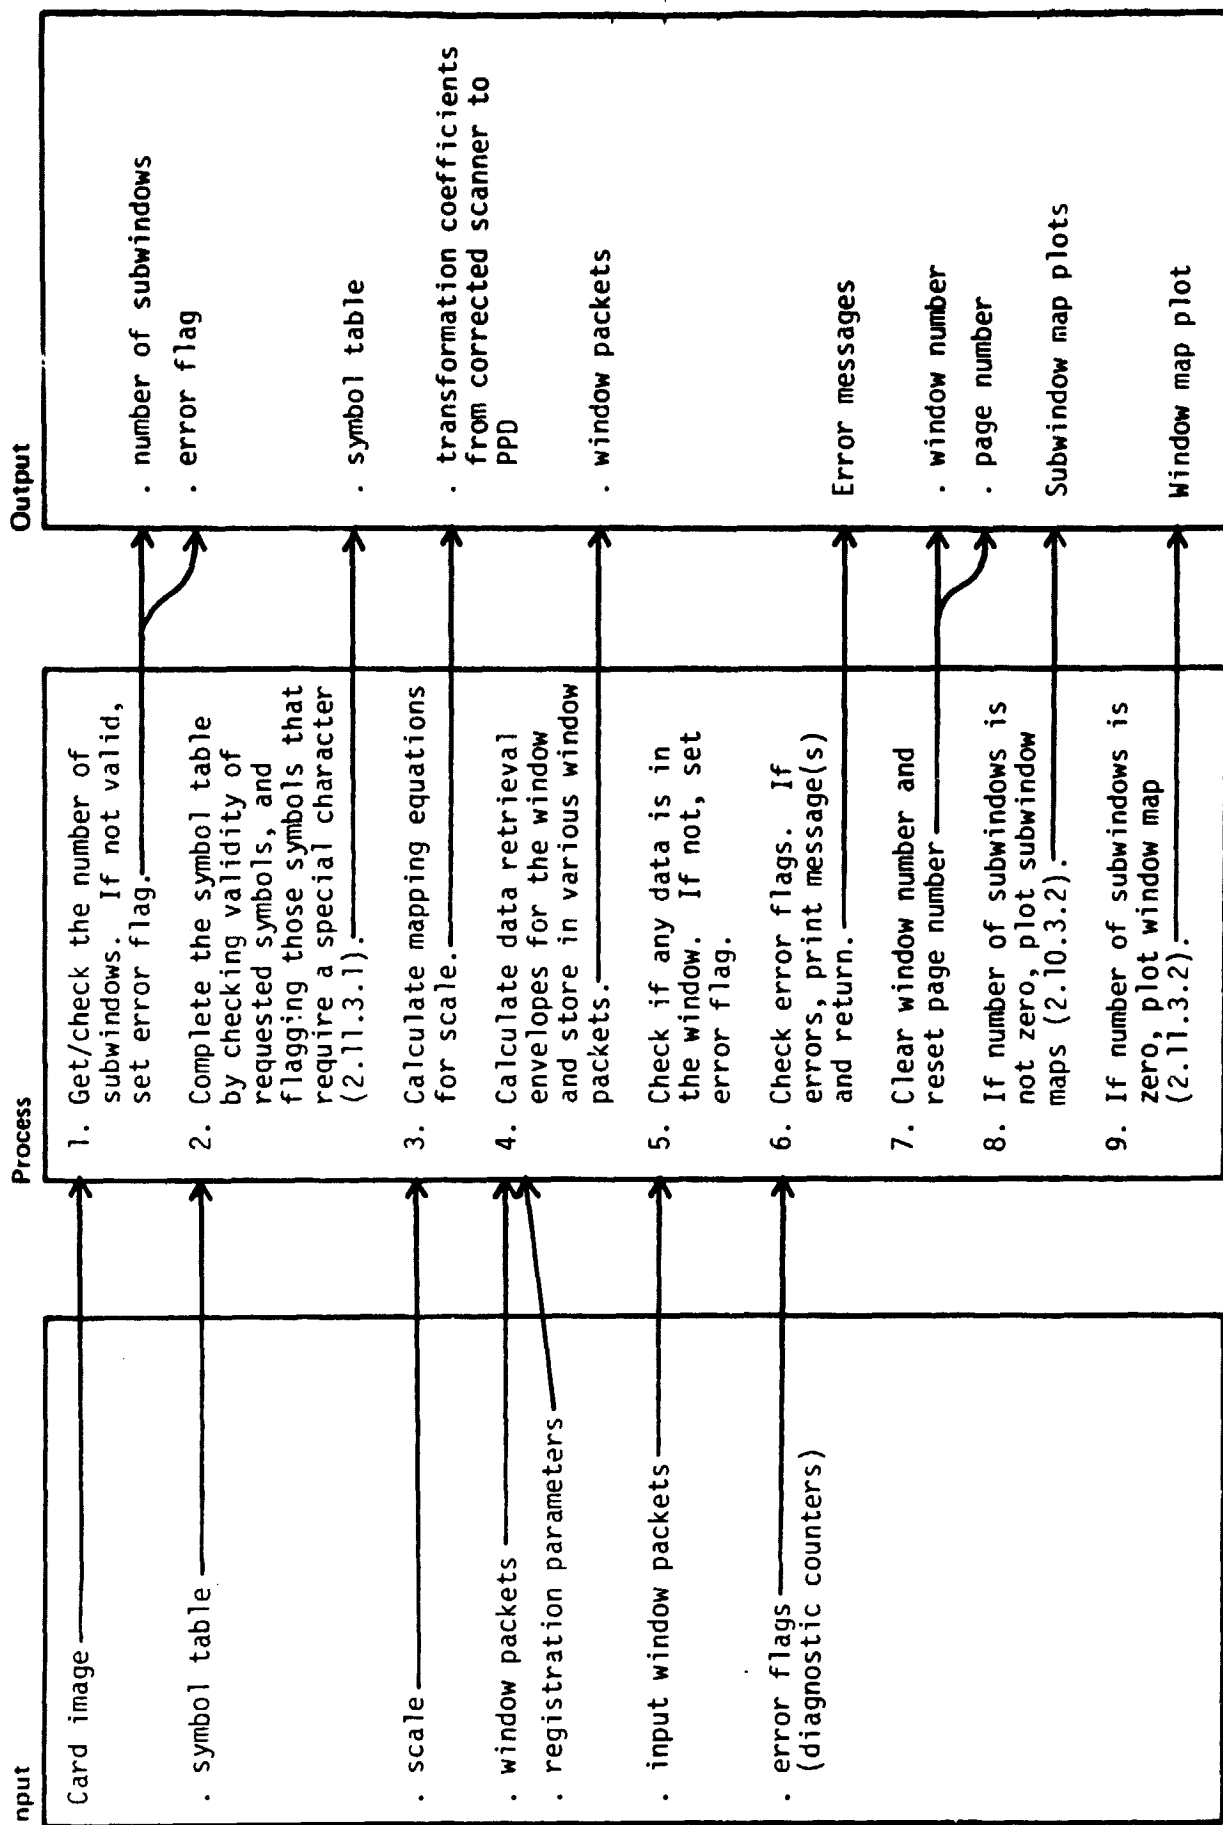 nput
Card image
. symbol table
. scale
. window packets
. registration parameters
. input window packets
. error flags
(diagnostic counters)
Process
1. Get/check the number of
subwindows. If not valid,
set error flag.
2. Complete the symbol table
by checking validity of
requested symbols, and
flagging those symbols that
require a special character
(2.11.3.1).
3. Calculate mapping equations
for scale.
4. Calculate data retrieval
envelopes for the window
and store in various window
packets.
5. Check if any data is in
the window. If not, set
error flag.
6. Check error flags. If
errors, print message(s)
and return.
7. Clear window number and
reset page number
8. If number of subwindows is
not zero, plot subwindow
maps (2.10.3.2).
9. If number of subwindows is
zero, plot window map
(2.11.3.2).
Output
. number of subwindows
. error flag
. symbol table
. transformation coefficients
from corrected scanner to
PPD
. window packets
Error messages
. window number
. page number
Subwindow map plots
Window map plot